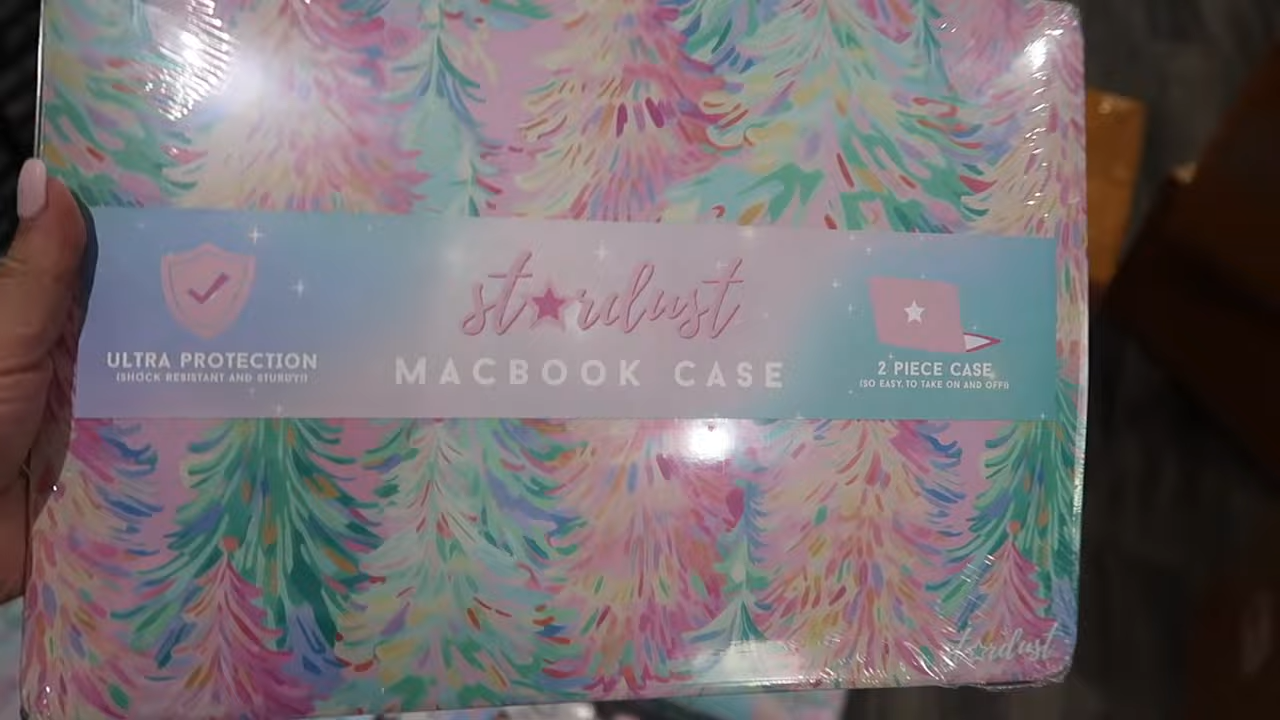 stardust
MACBOOK CASE
ULTRA PROTECTION
(SHOCK RESISTANT AND STURDY!)
2 PIECE CASE
(SO EASY TO TAKE ON AND OFF!)
stardust